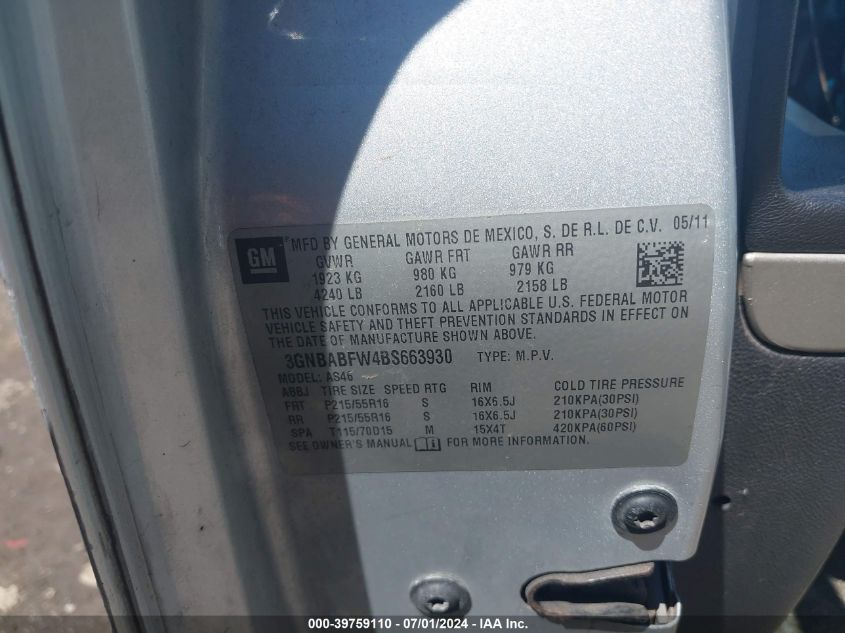 GM
MFD BY GENERAL MOTORS DE MEXICO, S. DE R.L. DE C.V. 05/11
GVWR GAWR FRT GAWR RR
1923 KG 980 KG 979 KG
4240 LB 2160 LB 2158 LB
THIS VEHICLE CONFORMS TO ALL APPLICABLE U.S. FEDERAL MOTOR
VEHICLE SAFETY AND THEFT PREVENTION STANDARDS IN EFFECT ON
THE DATE OF MANUFACTURE SHOWN ABOVE.
3GNBABFW4BS663930 TYPE: M.P.V.
MODEL: AS46
ABBJ TIRE SIZE SPEED RTG RIM COLD TIRE PRESSURE
FRT P215/55R16 S 16X6.5J 210KPA(30PSI)
RR P215/55R16 S 16X6.5J 210KPA(30PSI)
SPA T115/70D15 M 15X4T 420KPA(60PSI)
SEE OWNER'S MANUAL FOR MORE INFORMATION.
000-39759110 - 07/01/2024 - IAA Inc.